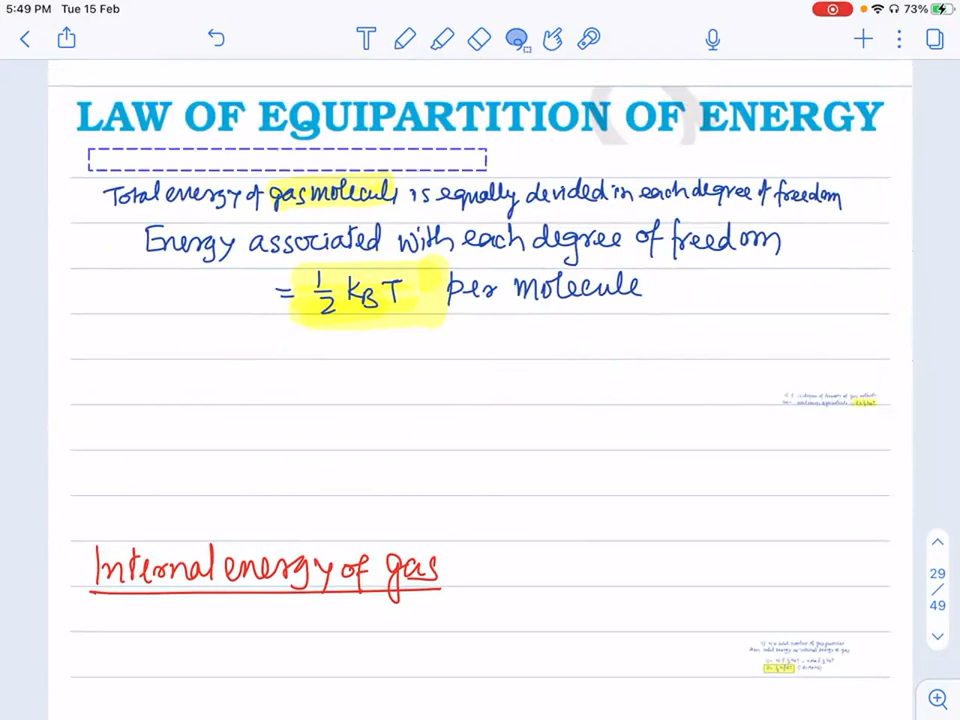 5:49 PM Tue 15 Feb
73%
LAW OF EQUIPARTITION OF ENERGY
Total energy of gas molecul is equally devided in each degree of freedom
Energy associated with each degree of freedom
= 1/2 KBT per molecule
Internal energy of gas
29
/
49